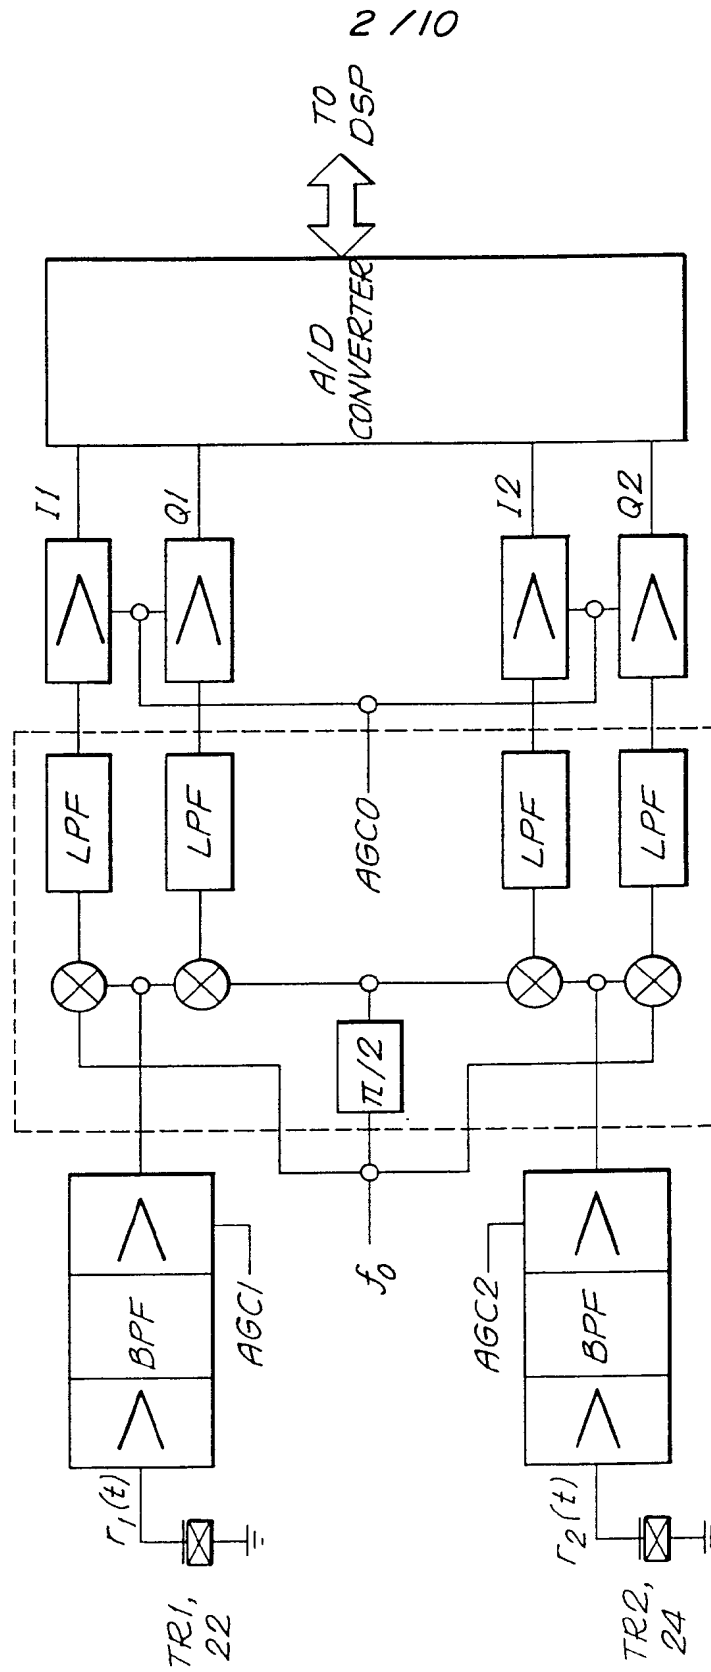 2/10
TO
DSP
A/D
CONVERTER
I1
Q1
I2
Q2
LPF
LPF
LPF
LPF
AGC0
π/2
f0
BPF
AGC1
BPF
AGC2
r1(t)
r2(t)
TR1,
22
TR2,
24